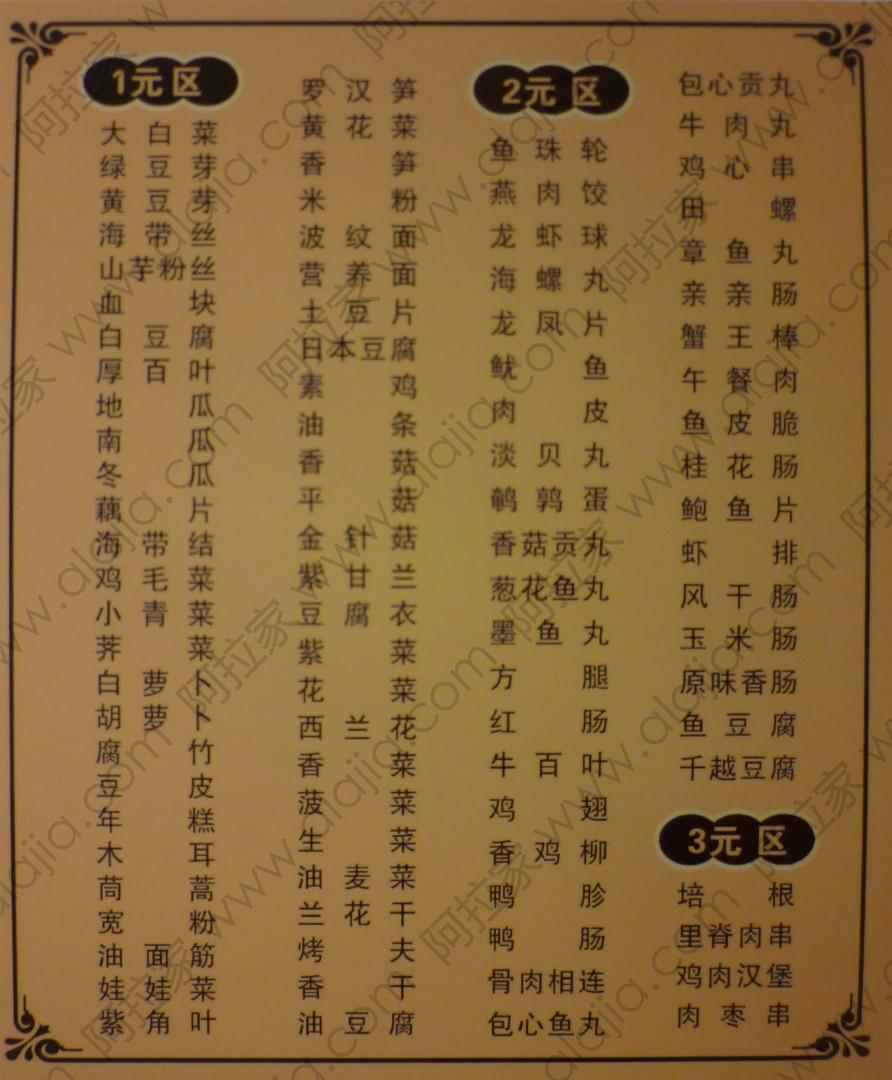 1元区
大白菜
绿豆芽
黄豆芽
海带丝
山芋粉丝
血块
白豆腐
厚百叶
地瓜
南瓜
冬瓜
藕片
海带结
鸡毛菜
小青菜
荠菜
白萝卜
胡萝卜
腐竹
豆皮
年糕
木耳
茼蒿
宽粉
油面筋
娃娃菜
紫角叶
罗汉笋
黄花菜
香笋
米粉
波纹面
营养面
土豆片
日本豆腐
素鸡
油条
香菇
平菇
金针菇
紫甘兰
豆腐衣
紫菜
花菜
西兰花
香菜
菠菜
生菜
油麦菜
兰花干
烤夫
香干
油豆腐
2元区
鱼珠轮
燕肉饺
龙虾球
海螺丸
龙凤片
鱿鱼
肉皮
淡贝丸
鹌鹑蛋
香菇贡丸
葱花鱼丸
墨鱼丸
方腿
红肠
牛百叶
鸡翅
香鸡柳
鸭胗
鸭肠
骨肉相连
包心鱼丸
包心贡丸
牛肉丸
鸡心串
田螺
章鱼丸
亲亲肠
蟹王棒
午餐肉
鱼皮脆
桂花肠
鲍鱼片
虾排
风干肠
玉米肠
原味香肠
鱼豆腐
千越豆腐
3元区
培根
里脊肉串
鸡肉汉堡
肉枣串
阿拉家 www.alajia.com